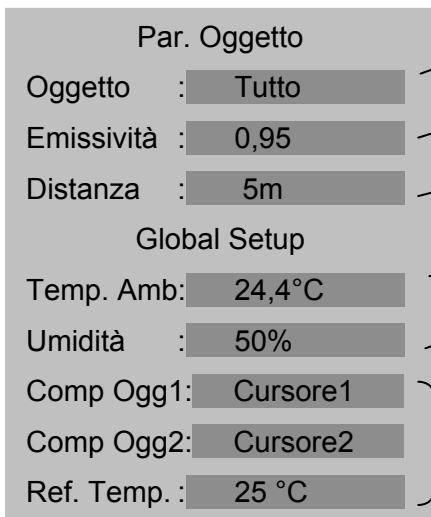 Par. Oggetto
Oggetto : Tutto
Emissività : 0,95
Distanza : 5m
Global Setup
Temp. Amb: 24,4°C
Umidità : 50%
Comp Ogg1: Cursore1
Comp Ogg2: Cursore2
Ref. Temp. : 25 °C